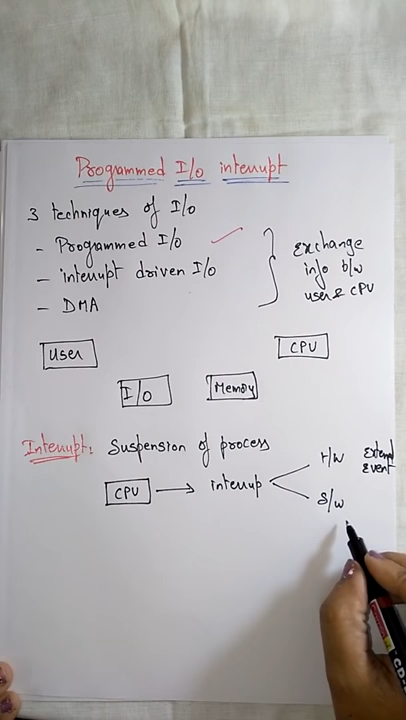 Programmed I/o interrupt
3 techniques of I/o
- Programmed I/o
- interrupt driven I/o
- DMA
Exchange
info b/w
user & CPU
User
CPU
I/o
Memory
Interrupt: Suspension of process
CPU → interrup
H/W
External
Event
S/w